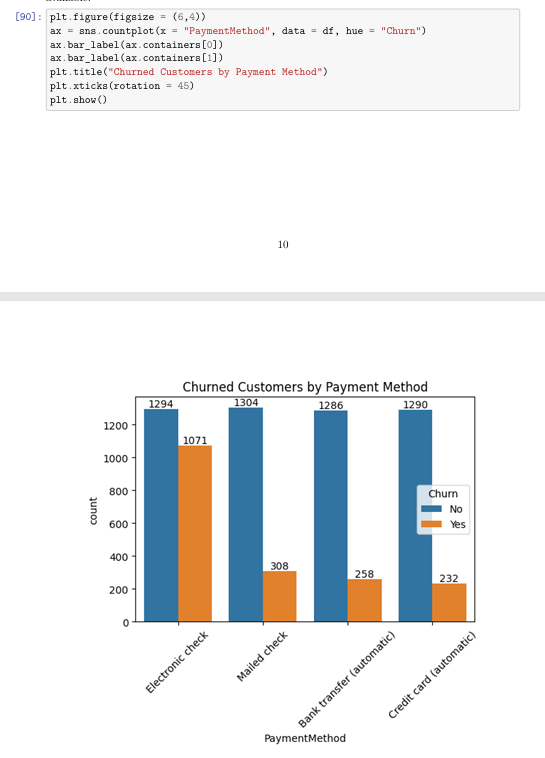 [90]: plt.figure(figsize = (6,4))
ax = sns.countplot(x = "PaymentMethod", data = df, hue = "Churn")
ax.bar_label(ax.containers[0])
ax.bar_label(ax.containers[1])
plt.title("Churned Customers by Payment Method")
plt.xticks(rotation = 45)
plt.show()
10
Churned Customers by Payment Method
1294 1304 1286 1290
1071
308 258 232
1200
1000
800
600
400
200
0
count
Churn
No
Yes
Electronic check
Mailed check
Bank transfer (automatic)
Credit card (automatic)
PaymentMethod